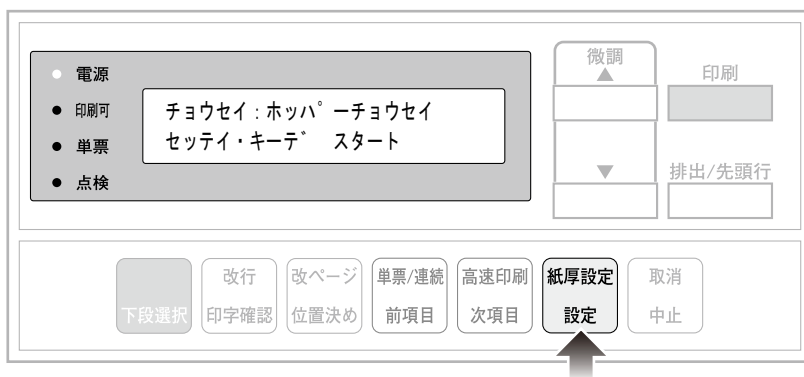 電源
印刷可
単票
点検
チョウセイ:ホッパ゜ーチョウセイ
セッテイ・キーデ゛ スタート
微調
▲
▼
印刷
排出/先頭行
下段選択
改行
印字確認
改ページ
位置決め
単票/連続
前項目
高速印刷
次項目
紙厚設定
設定
取消
中止